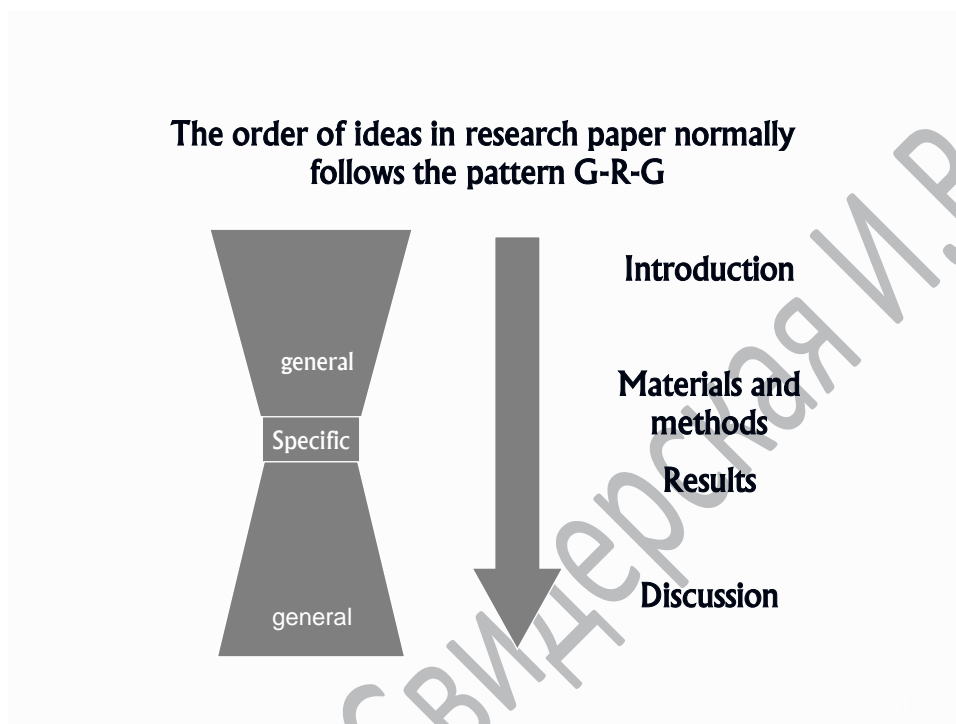 The order of ideas in research paper normally
follows the pattern G-R-G
general
Specific
general
Introduction
Materials and
methods
Results
Discussion
Свидерская И.В